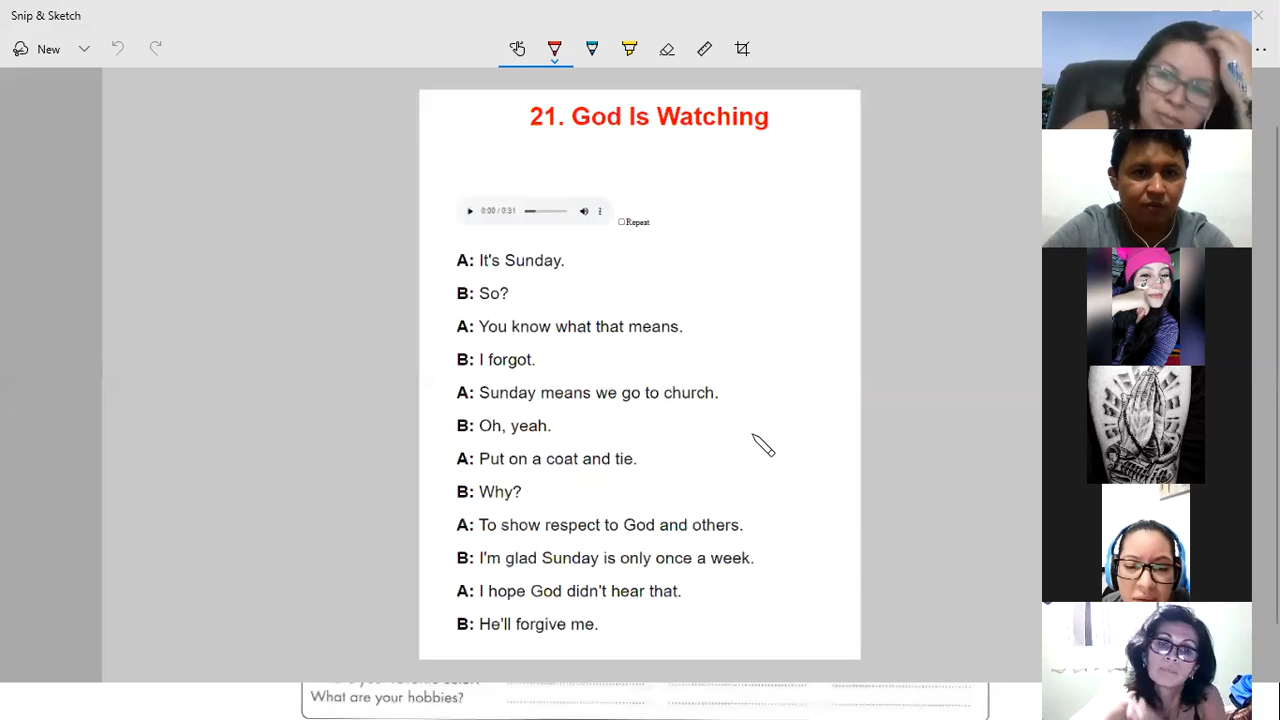 Snip & Sketch
New
21. God Is Watching
0:00 / 0:31
Repeat
A: It's Sunday.
B: So?
A: You know what that means.
B: I forgot.
A: Sunday means we go to church.
B: Oh, yeah.
A: Put on a coat and tie.
B: Why?
A: To show respect to God and others.
B: I'm glad Sunday is only once a week.
A: I hope God didn't hear that.
B: He'll forgive me.
What are your hobbies?